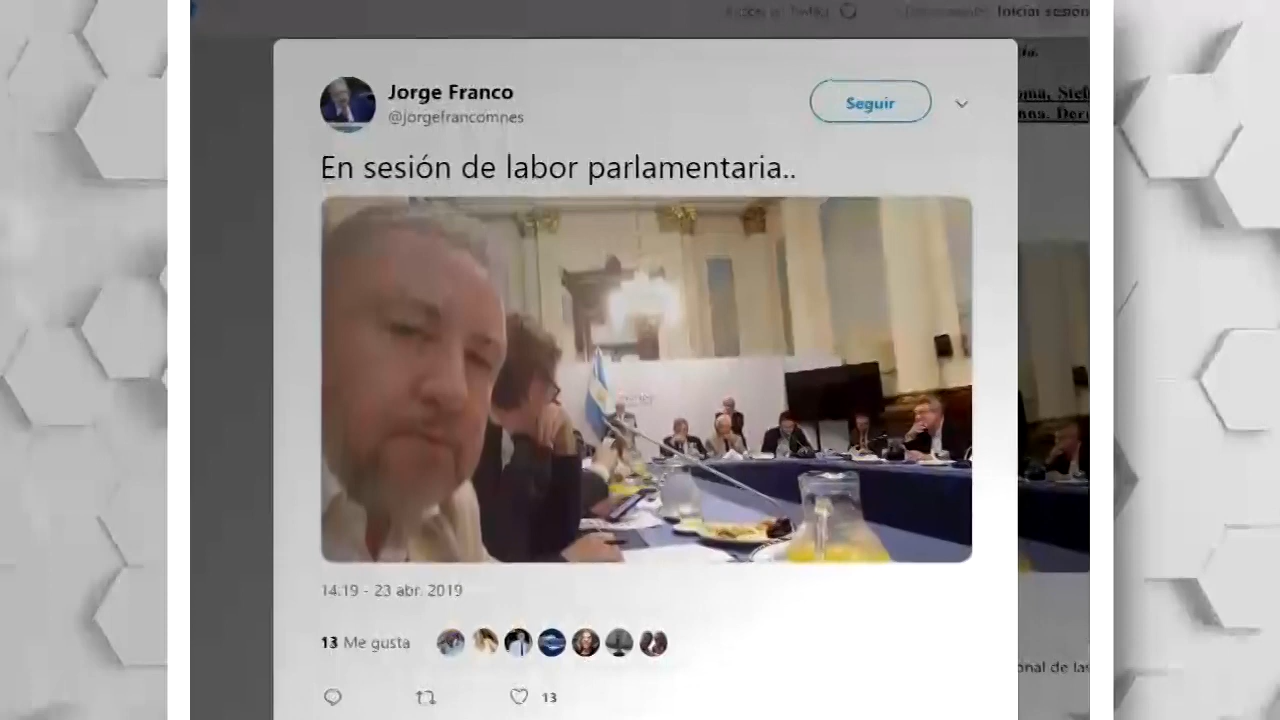 Iniciar sesión
Jorge Franco
@jorgefrancomnes
Seguir
En sesión de labor parlamentaria..
14:19 - 23 abr. 2019
13 Me gusta
13